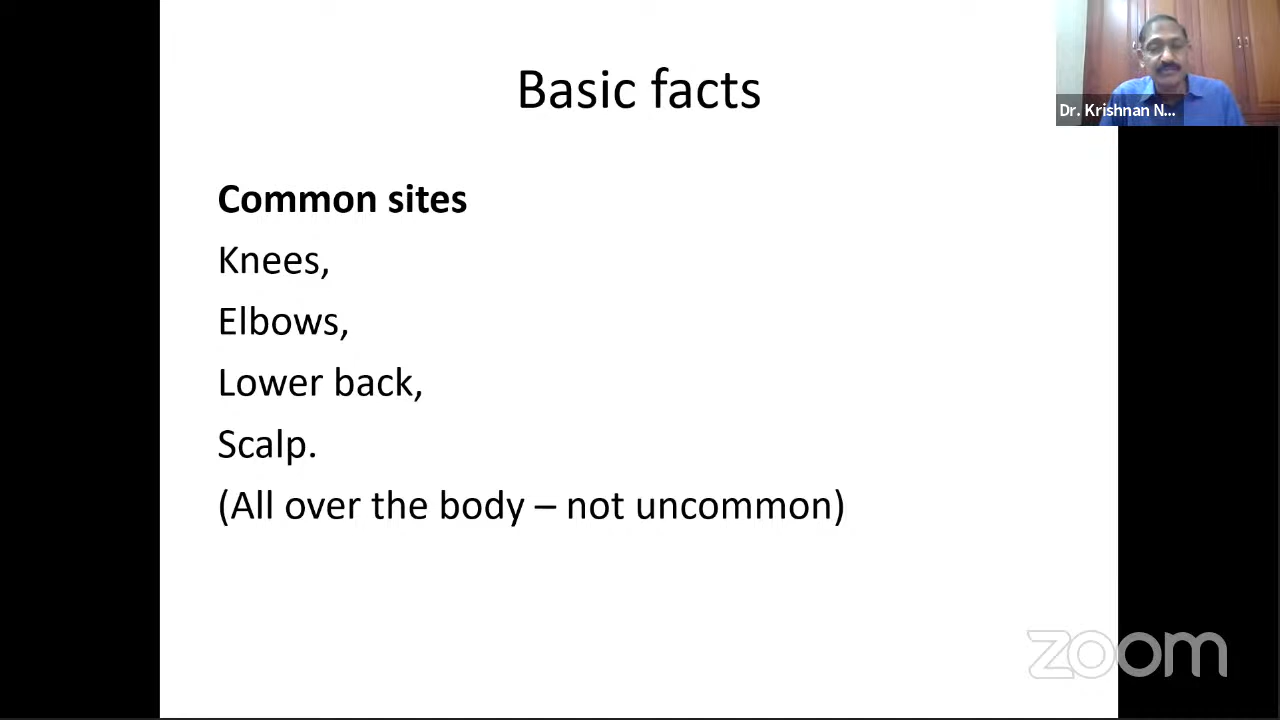 Basic facts
Dr. Krishnan N...
Common sites
Knees,
Elbows,
Lower back,
Scalp.
(All over the body – not uncommon)
zoom